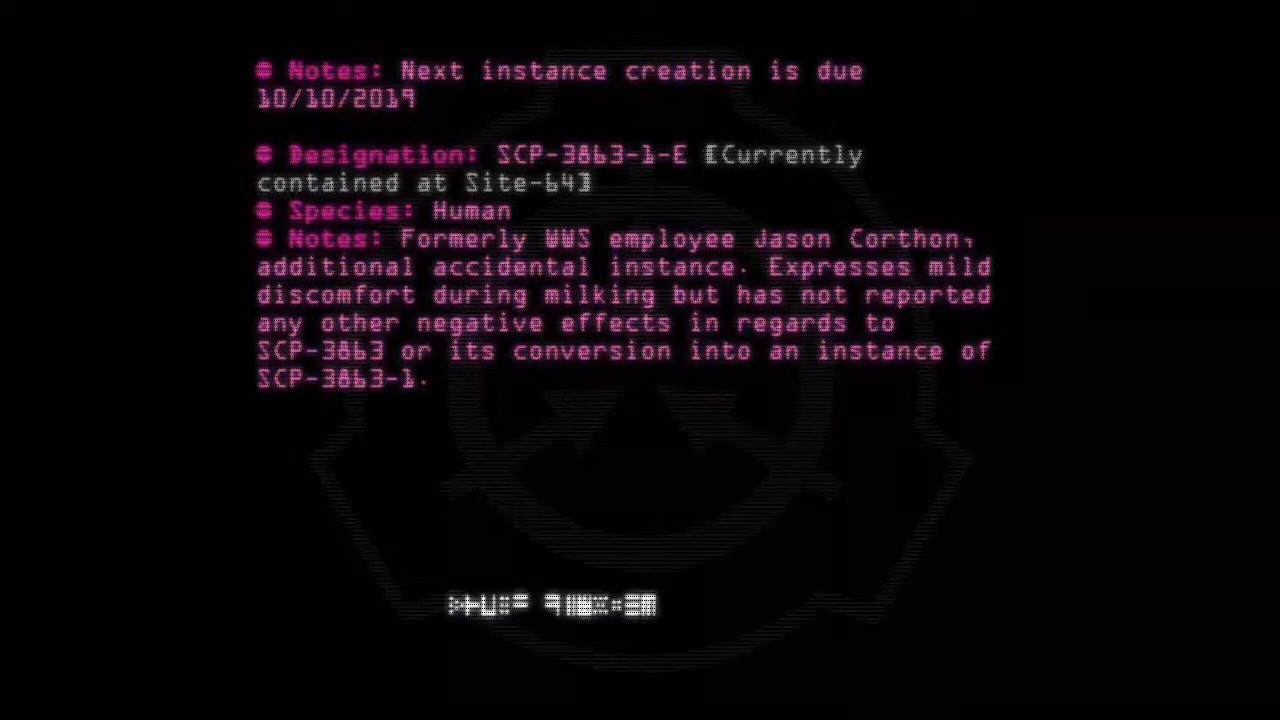 ● Notes: Next instance creation is due
10/10/2019
● Designation: SCP-3863-1-E [Currently
contained at Site-64]
● Species: Human
● Notes: Formerly WWS employee Jason Corthon,
additional accidental instance. Expresses mild
discomfort during milking but has not reported
any other negative effects in regards to
SCP-3863 or its conversion into an instance of
SCP-3863-1.